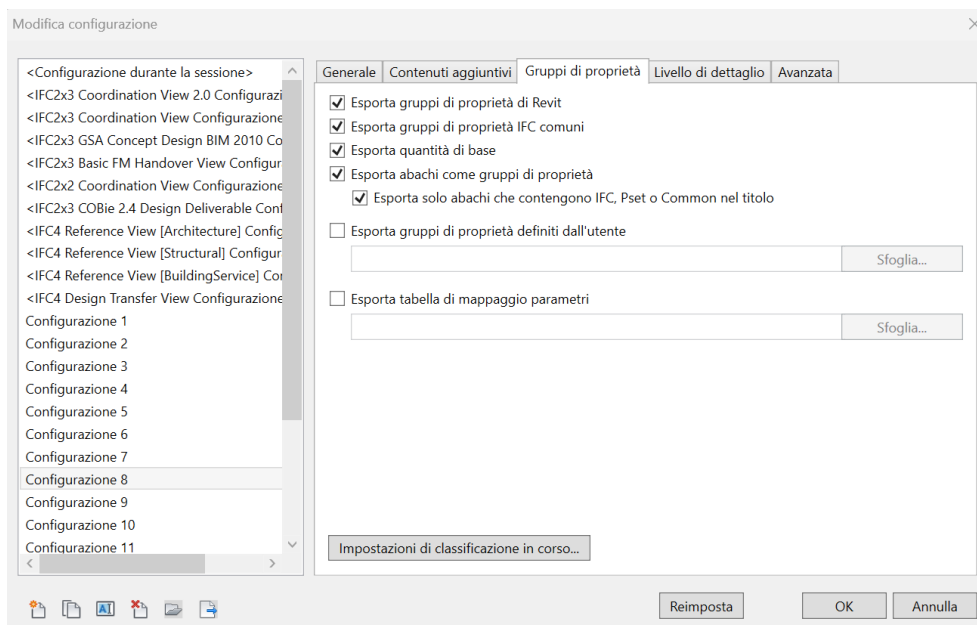 Modifica configurazione
<Configurazione durante la sessione>
<IFC2x3 Coordination View 2.0 Configurazi
<IFC2x3 Coordination View Configurazione
<IFC2x3 GSA Concept Design BIM 2010 Co
<IFC2x3 Basic FM Handover View Configur
<IFC2x2 Coordination View Configurazione
<IFC2x3 COBie 2.4 Design Deliverable Conf
<IFC4 Reference View [Architecture] Config
<IFC4 Reference View [Structural] Configur
<IFC4 Reference View [BuildingService] Con
<IFC4 Design Transfer View Configurazione
Configurazione 1
Configurazione 2
Configurazione 3
Configurazione 4
Configurazione 5
Configurazione 6
Configurazione 7
Configurazione 8
Configurazione 9
Configurazione 10
Configurazione 11
Generale Contenuti aggiuntivi Gruppi di proprietà Livello di dettaglio Avanzata
Esporta gruppi di proprietà di Revit
Esporta gruppi di proprietà IFC comuni
Esporta quantità di base
Esporta abachi come gruppi di proprietà
Esporta solo abachi che contengono IFC, Pset o Common nel titolo
Esporta gruppi di proprietà definiti dall'utente
Sfoglia...
Esporta tabella di mappaggio parametri
Sfoglia...
Impostazioni di classificazione in corso...
Reimposta OK Annulla